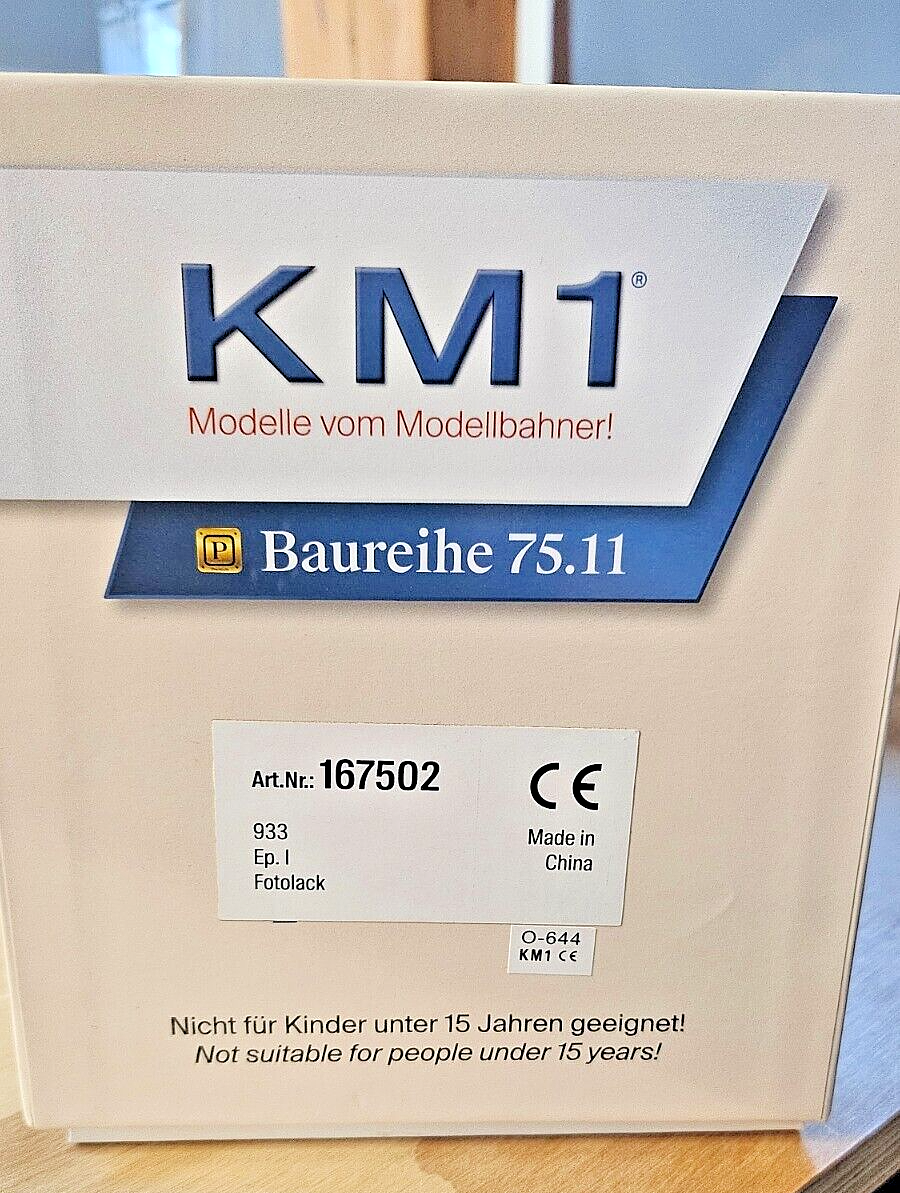 KM1®
Modelle vom Modellbahner!
P Baureihe 75.11
Art.Nr.: 167502
CE
933
Ep. I
Fotolack
Made in
China
O-644
KM1 CE
Nicht für Kinder unter 15 Jahren geeignet!
Not suitable for people under 15 years!